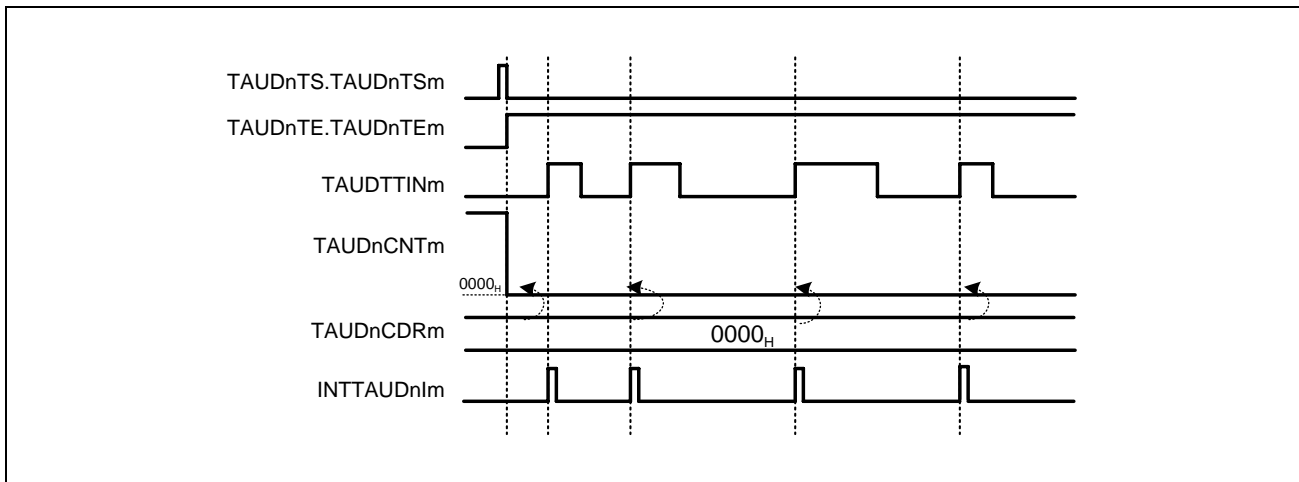 TAUDnTS.TAUDnTSm
TAUDnTE.TAUDnTEm
TAUDTTINm
TAUDnCNTm
0000H
TAUDnCDRm
0000H
INTTAUDnIm